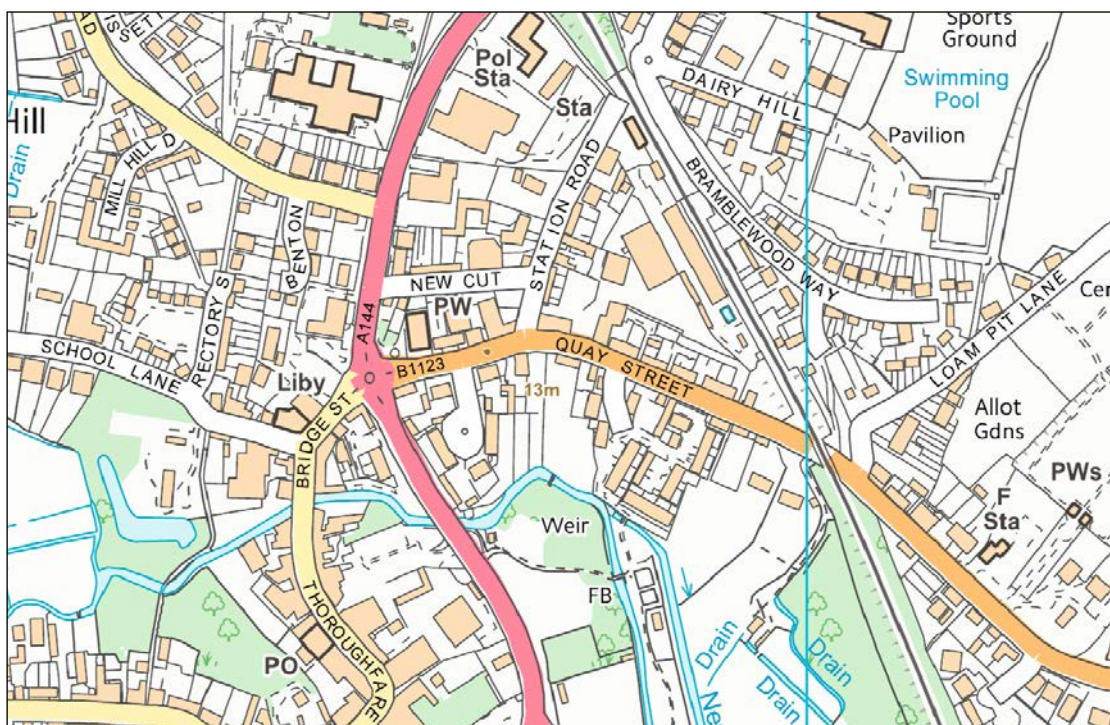 Sports
Ground
Pol
Sta
DAIRY HILL
Swimming
Pool
Hill
Sta
Pavilion
Drain
MILL HILL D
STATION ROAD
BRAMBLEWOOD WAY
BENTON
NEW CUT
RECTORY S
A144
PW
LOAM PIT LANE
Cer
SCHOOL LANE
B1123
QUAY STREET
Liby
13m
BRIDGE ST
Allot
Gdns
PWs
F
Sta
Weir
FB
THOROUGHFARE
PO
Drain
Drain
Drain
Ne